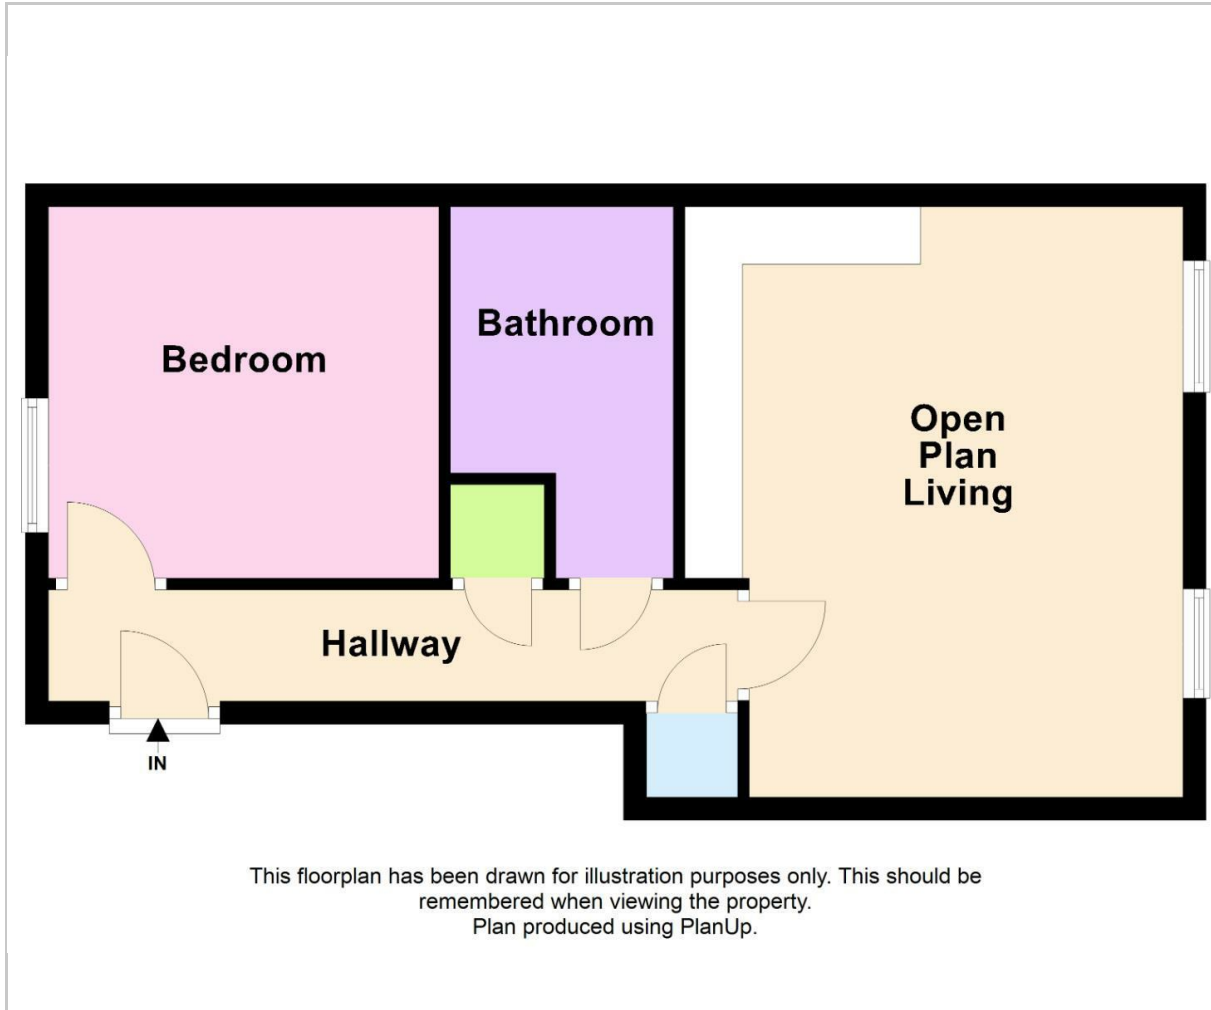 Bedroom
Bathroom
Open
Plan
Living
Hallway
IN
This floorplan has been drawn for illustration purposes only. This should be
remembered when viewing the property.
Plan produced using PlanUp.